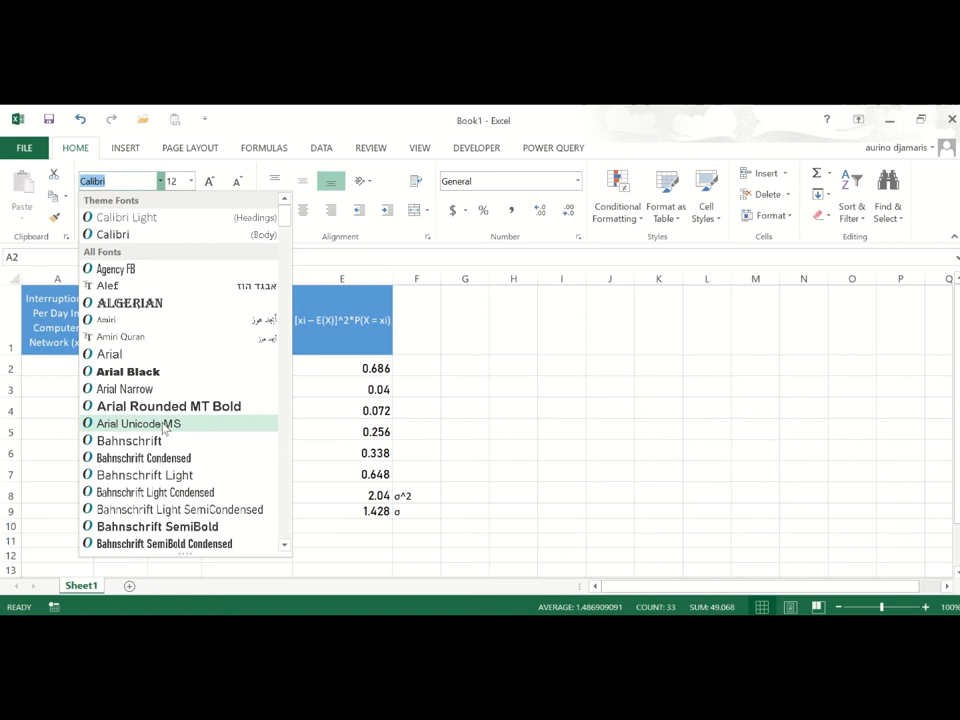 Book1 - Excel
?
FILE
HOME
INSERT
PAGE LAYOUT
FORMULAS
DATA
REVIEW
VIEW
DEVELOPER
POWER QUERY
aurino djamaris
Paste
Calibri
12
General
$ % ,
Conditional
Formatting
Format as
Table
Cell
Styles
Insert
Delete
Format
Sort &
Filter
Find &
Select
Clipboard
Alignment
Number
Styles
Cells
Editing
Theme Fonts
Calibri Light (Headings)
Calibri (Body)
All Fonts
Agency FB
Alef אבגד הוז
ALGERIAN
Amiri أبجد هوز
Amiri Quran أبجد هوز
Arial
Arial Black
Arial Narrow
Arial Rounded MT Bold
Arial Unicode MS
Bahnschrift
Bahnschrift Condensed
Bahnschrift Light
Bahnschrift Light Condensed
Bahnschrift Light SemiCondensed
Bahnschrift SemiBold
Bahnschrift SemiBold Condensed
A2
A E F G H I J K L M N O P Q
1
Interruption
Per Day In
Computer
Network (x
[xi – E(X)]^2*P(X = xi)
2 0.686
3 0.04
4 0.072
5 0.256
6 0.338
7 0.648
8 2.04 σ^2
9 1.428 σ
10
11
12
13
Sheet1
READY
AVERAGE: 1.486909091 COUNT: 33 SUM: 49.068
100%